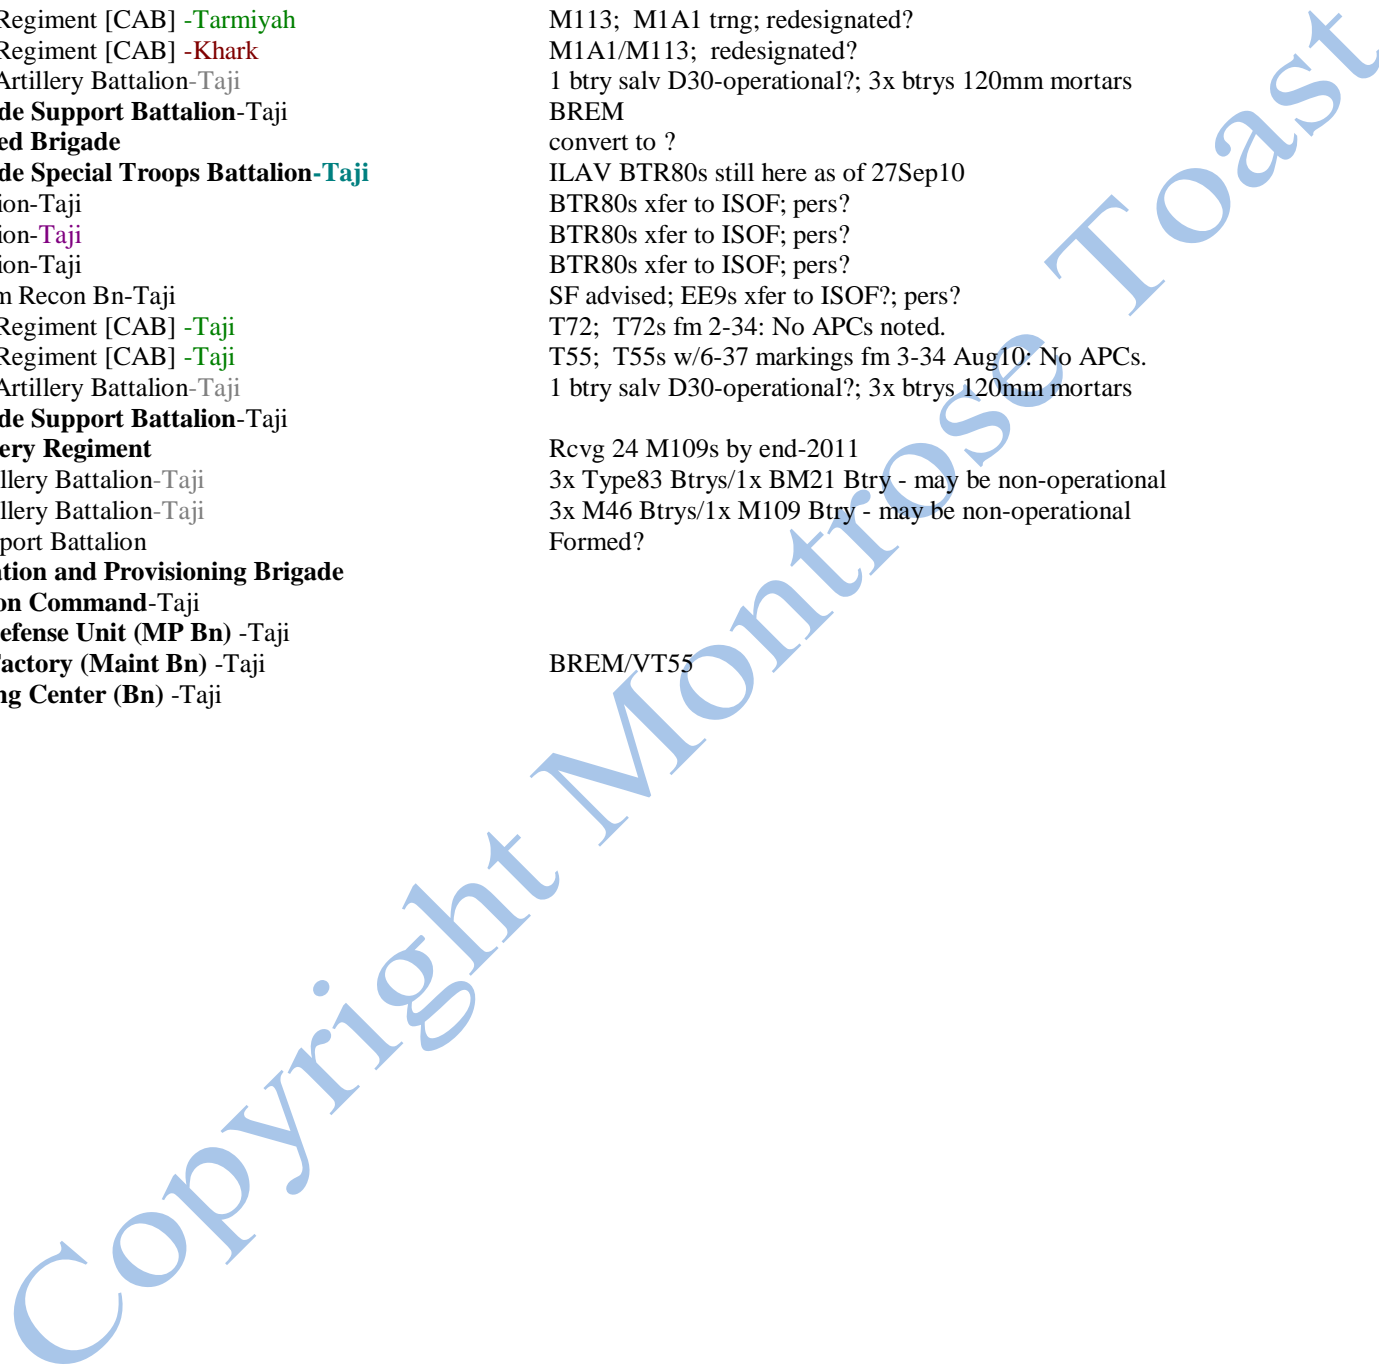 Regiment [CAB] -Tarmiyah M113; M1A1 trng; redesignated?
Regiment [CAB] -Khark M1A1/M113; redesignated?
Artillery Battalion-Taji 1 btry salv D30-operational?; 3x btrys 120mm mortars
de Support Battalion-Taji BREM
ed Brigade convert to ?
de Special Troops Battalion-Taji ILAV BTR80s still here as of 27Sep10
ion-Taji BTR80s xfer to ISOF; pers?
ion-Taji BTR80s xfer to ISOF; pers?
ion-Taji BTR80s xfer to ISOF; pers?
m Recon Bn-Taji SF advised; EE9s xfer to ISOF?; pers?
Regiment [CAB] -Taji T72; T72s fm 2-34: No APCs noted.
Regiment [CAB] -Taji T55; T55s w/6-37 markings fm 3-34 Aug10: No APCs.
Artillery Battalion-Taji 1 btry salv D30-operational?; 3x btrys 120mm mortars
de Support Battalion-Taji
ery Regiment Rcvg 24 M109s by end-2011
llery Battalion-Taji 3x Type83 Btrys/1x BM21 Btry - may be non-operational
llery Battalion-Taji 3x M46 Btrys/1x M109 Btry - may be non-operational
port Battalion Formed?
ation and Provisioning Brigade
on Command-Taji
efense Unit (MP Bn) -Taji
Factory (Maint Bn) -Taji BREM/VT55
ng Center (Bn) -Taji
Copyright Montrose Toast